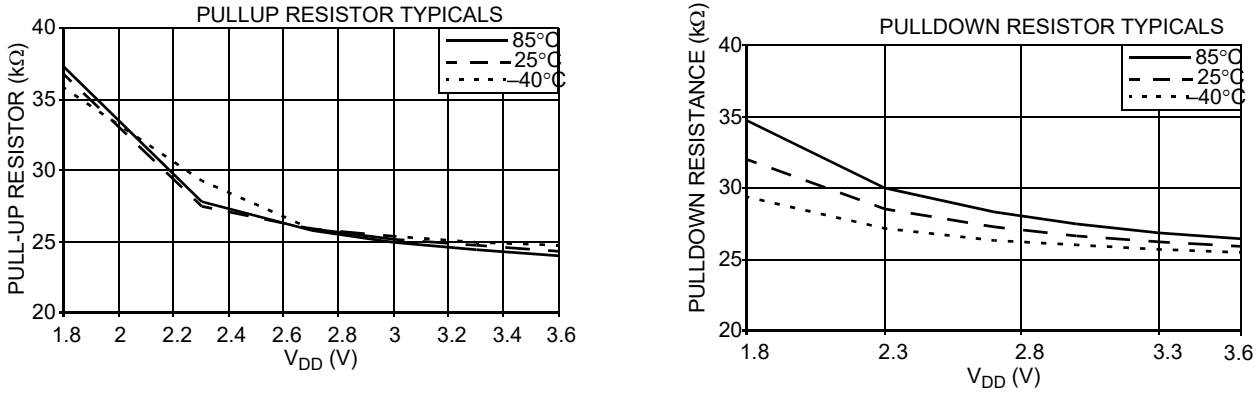 PULLUP RESISTOR TYPICALS
PULL-UP RESISTOR (kΩ)
40
35
30
25
20
85°C
25°C
–40°C
1.8 2 2.2 2.4 2.6 2.8 3 3.2 3.4 3.6
VDD (V)
PULLDOWN RESISTOR TYPICALS
PULLDOWN RESISTANCE (kΩ)
40
35
30
25
20
85°C
25°C
–40°C
1.8 2.3 2.8 3.3 3.6
VDD (V)